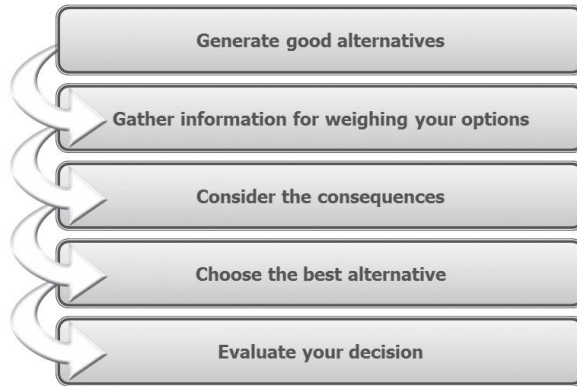 Generate good alternatives
Gather information for weighing your options
Consider the consequences
Choose the best alternative
Evaluate your decision